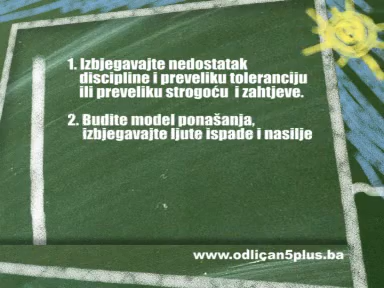 1. Izbjegavajte nedostatak
discipline i preveliku toleranciju
ili preveliku strogoću i zahtjeve.
2. Budite model ponašanja,
izbjegavajte ljute ispade i nasilje
www.odlican5plus.ba